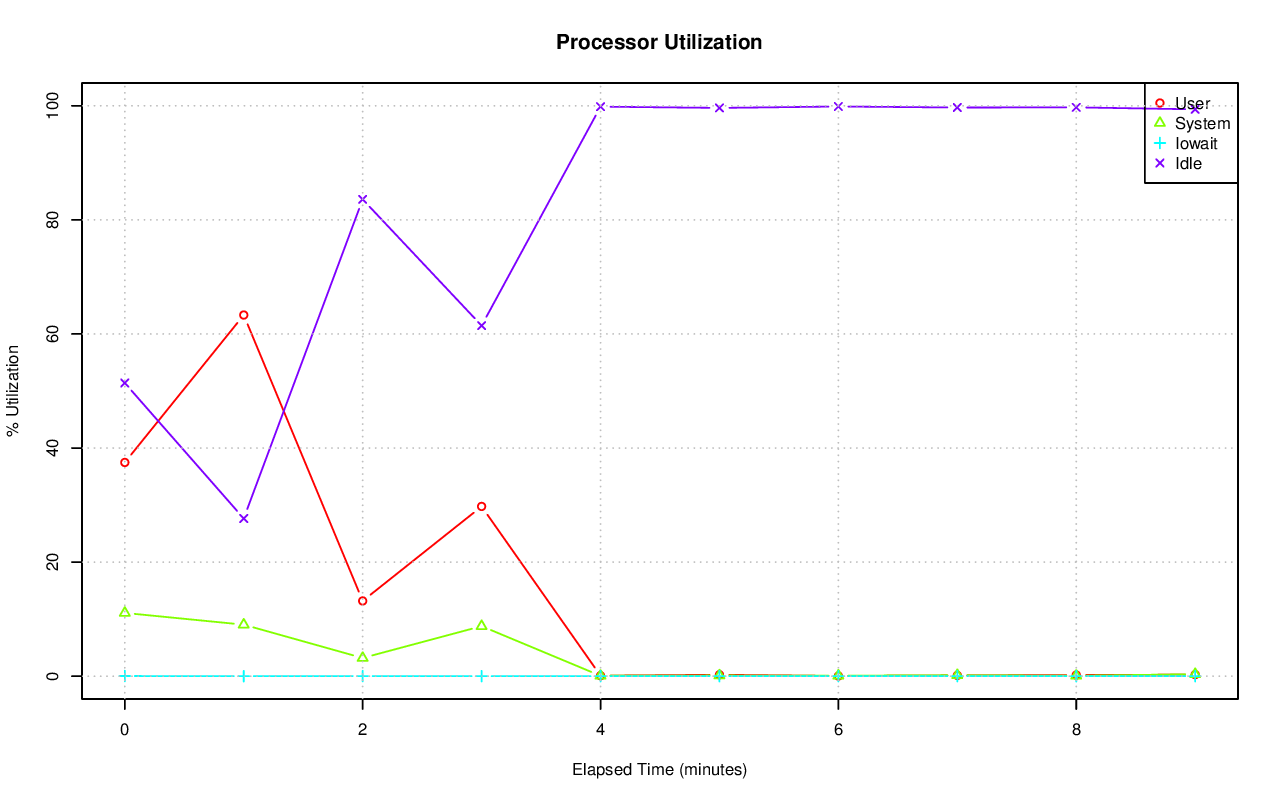 Processor Utilization
% Utilization
100
80
60
40
20
0
User
System
Iowait
Idle
0 2 4 6 8
Elapsed Time (minutes)